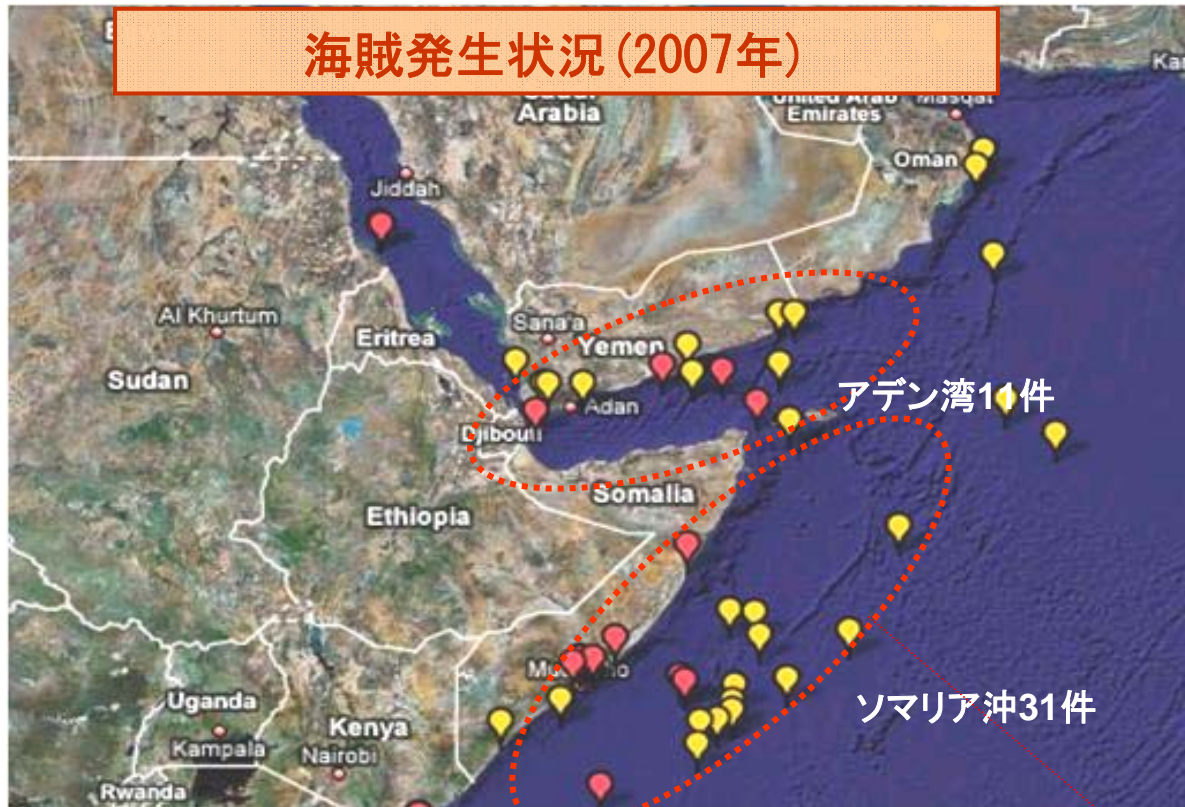 海賊発生状況(2007年)
Arabia
United Arab
Emirates
Masqat
Oman
Jiddah
Al Khurtum
Eritrea
Sana'a
Yemen
Sudan
Adan
アデン湾11件
Djibouti
Somalia
Ethiopia
Uganda
Kenya
ソマリア沖31件
Kampala
Nairobi
Rwanda